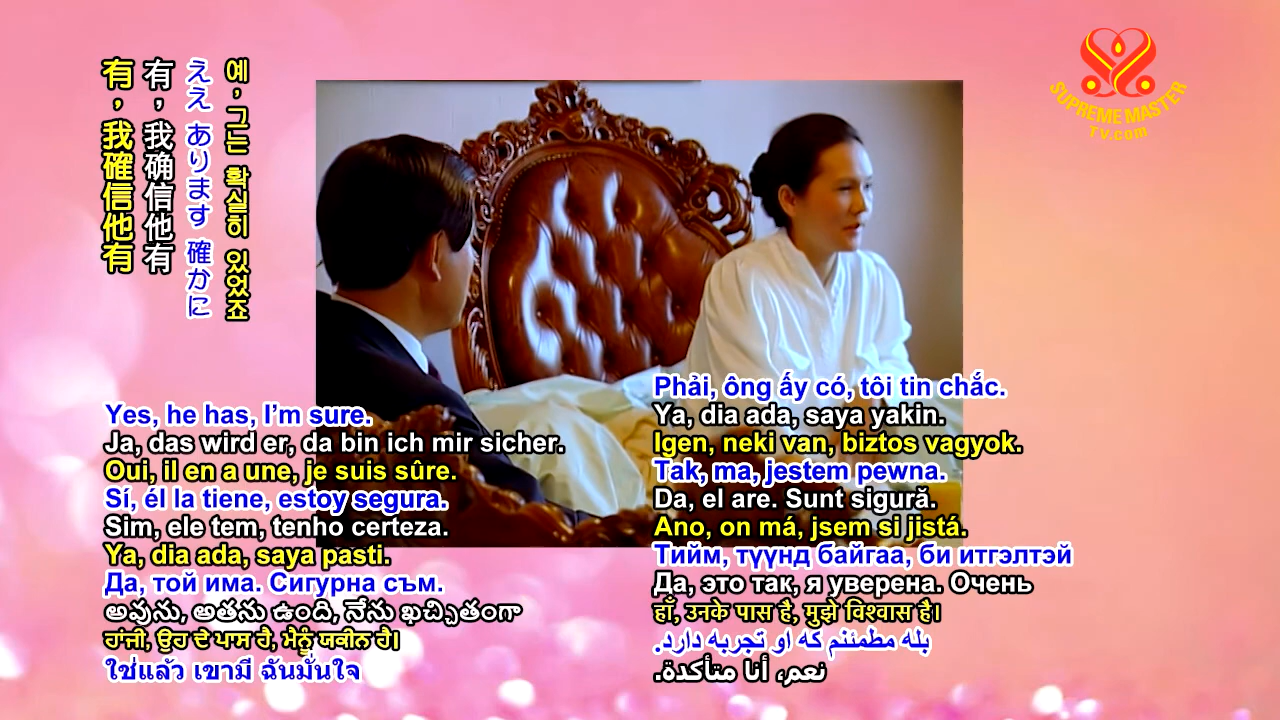 有，我確信他有
有，我确信他有
ええ あります 確かに
예, 그는 확실히 있었죠
SUPREME MASTER
TV.com
Yes, he has, I'm sure.
Ja, das wird er, da bin ich mir sicher.
Oui, il en a une, je suis sûre.
Sí, él la tiene, estoy segura.
Sim, ele tem, tenho certeza.
Ya, dia ada, saya pasti.
Да, той има. Сигурна съм.
అవును, అతను ఉంది, నేను ఖచ్చితంగా
ਹਾਂਜੀ, ਉਹ ਦੇ ਪਾਸ ਹੈ, ਮੈਨੂੰ ਯਕੀਨ ਹੈ।
ใช่แล้ว เขามี ฉันมั่นใจ
Phải, ông ấy có, tôi tin chắc.
Ya, dia ada, saya yakin.
Igen, neki van, biztos vagyok.
Tak, ma, jestem pewna.
Da, el are. Sunt sigură.
Ano, on má, jsem si jistá.
Тийм, түүнд байгаа, би итгэлтэй
Да, это так, я уверена. Очень
हाँ, उनके पास है, मुझे विश्वास है।
بله مطمئنم که او تجربه دارد.
نعم، أنا متأكدة.